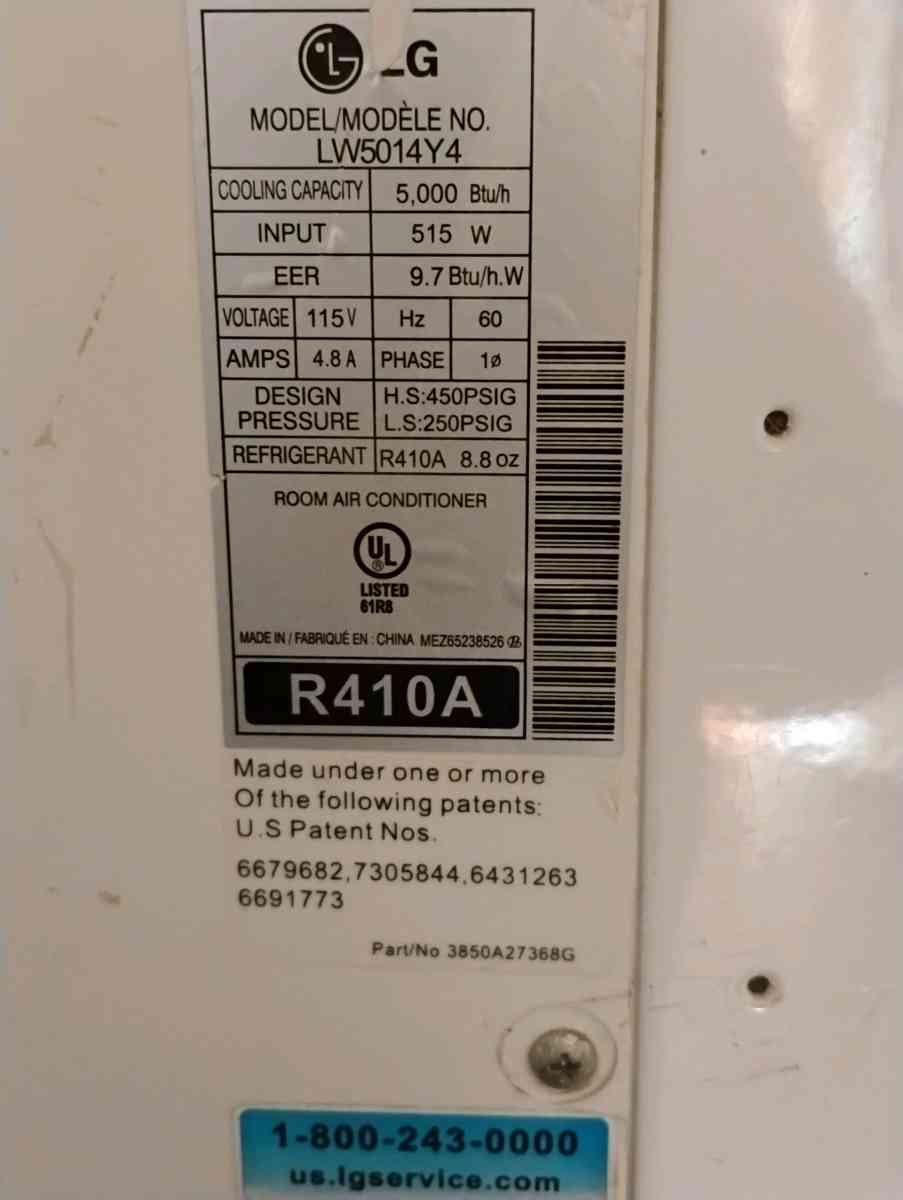 LG
MODEL/MODÈLE NO.
LW5014Y4
COOLING CAPACITY 5,000 Btu/h
INPUT 515 W
EER 9.7 Btu/h.W
VOLTAGE 115V Hz 60
AMPS 4.8 A PHASE 1ø
DESIGN PRESSURE H.S:450PSIG
L.S:250PSIG
REFRIGERANT R410A 8.8 oz
ROOM AIR CONDITIONER
UL
®
LISTED
61R8
MADE IN / FABRIQUÉ EN : CHINA MEZ65238526
R410A
Made under one or more
Of the following patents:
U.S Patent Nos.
6679682,7305844,6431263
6691773
Part/No 3850A27368G
1-800-243-0000
us.lgservice.com